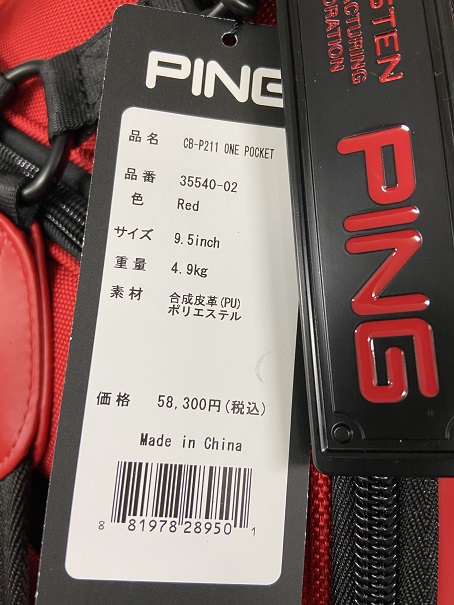 PING
品名 CB-P211 ONE POCKET
品番 35540-02
色 Red
サイズ 9.5inch
重量 4.9kg
素材 合成皮革(PU)
ポリエステル
価格 58,300円(税込)
Made in China
8 81978 28950 1
PING